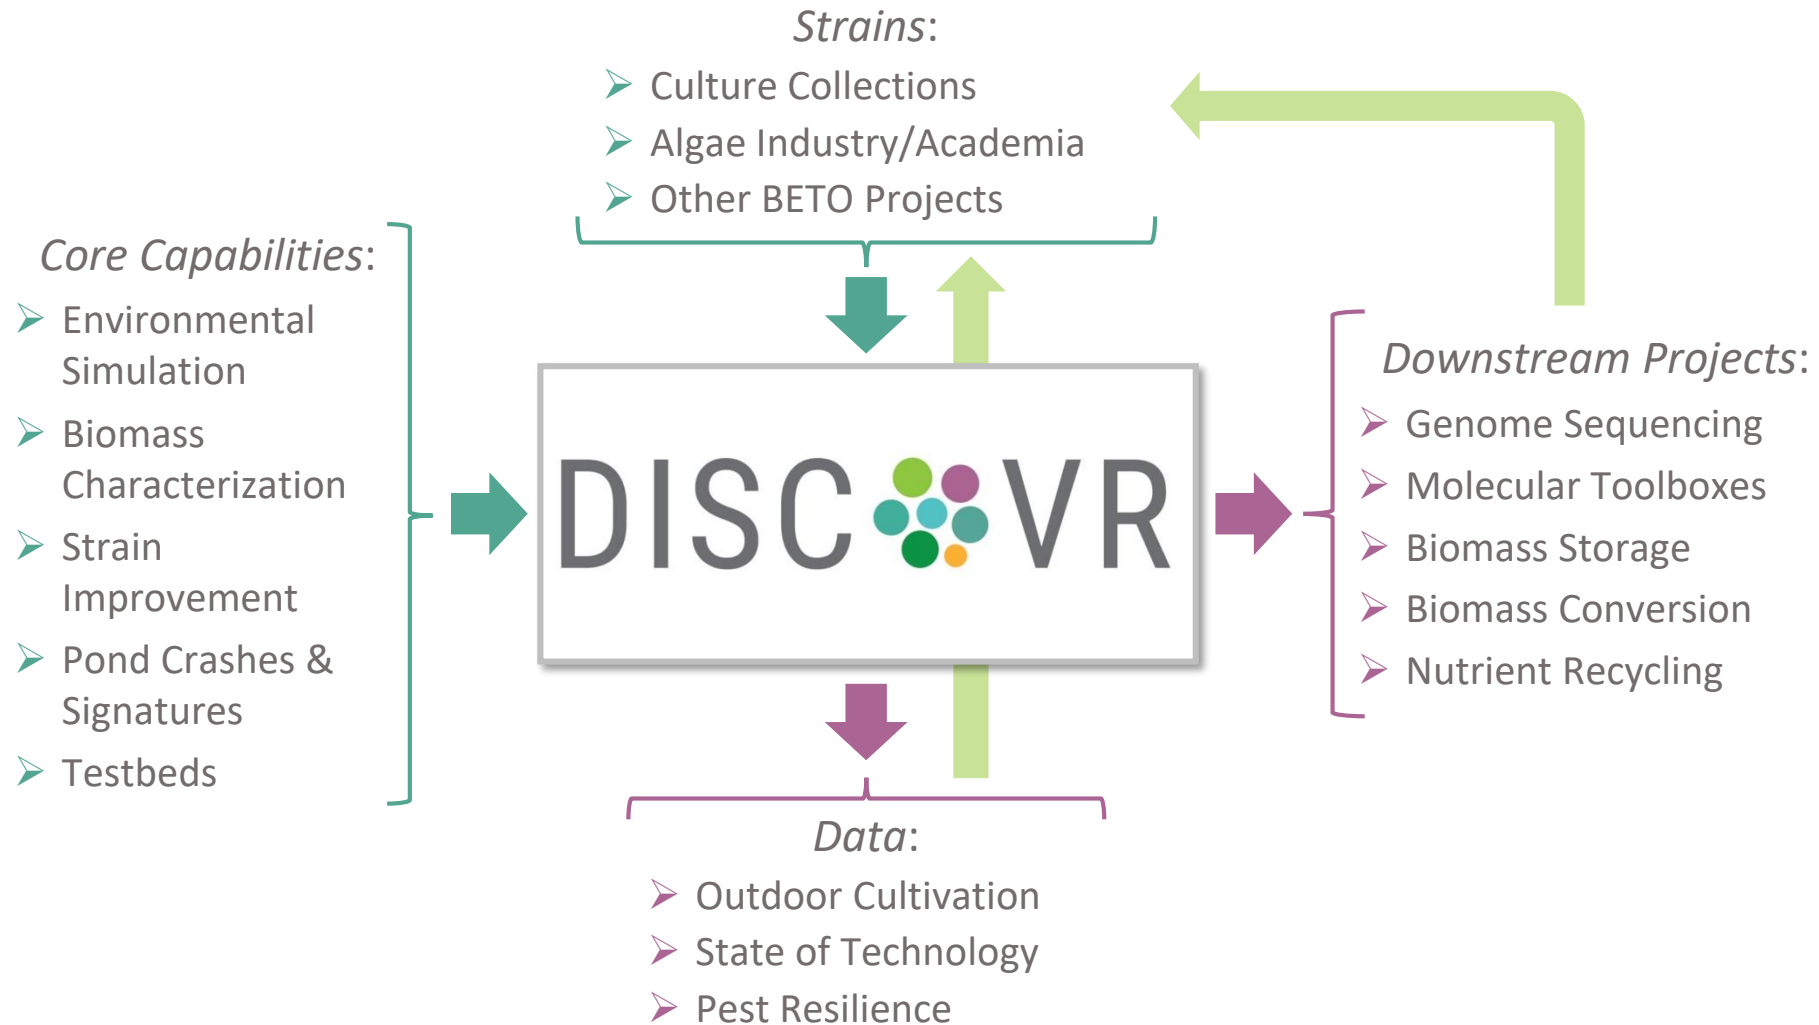 Strains:
Culture Collections
Algae Industry/Academia
Other BETO Projects
Core Capabilities:
Environmental
Simulation
Biomass
Characterization
Strain
Improvement
Pond Crashes &
Signatures
Testbeds
DISC VR
Downstream Projects:
Genome Sequencing
Molecular Toolboxes
Biomass Storage
Biomass Conversion
Nutrient Recycling
Data:
Outdoor Cultivation
State of Technology
Pest Resilience